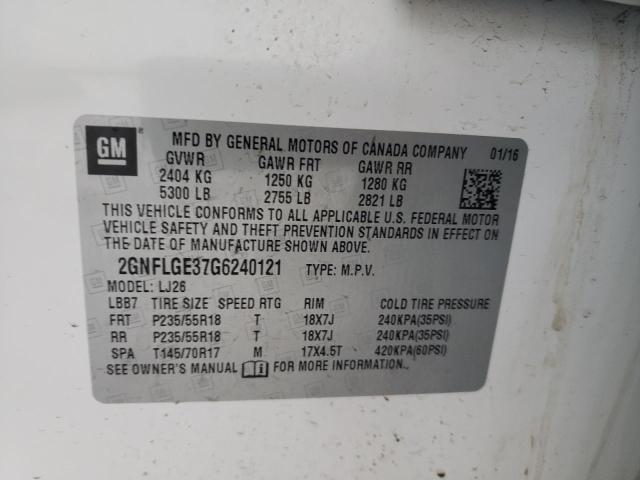 GM
MFD BY GENERAL MOTORS OF CANADA COMPANY 01/16
GVWR GAWR FRT GAWR RR
2404 KG 1250 KG 1280 KG
5300 LB 2755 LB 2821 LB
THIS VEHICLE CONFORMS TO ALL APPLICABLE U.S. FEDERAL MOTOR
VEHICLE SAFETY AND THEFT PREVENTION STANDARDS IN EFFECT ON
THE DATE OF MANUFACTURE SHOWN ABOVE.
2GNFLGE37G6240121 TYPE: M.P.V.
MODEL: LJ26
LBB7 TIRE SIZE SPEED RTG RIM COLD TIRE PRESSURE
FRT P235/55R18 T 18X7J 240KPA(35PSI)
RR P235/55R18 T 18X7J 240KPA(35PSI)
SPA T145/70R17 M 17X4.5T 420KPA(60PSI)
SEE OWNER'S MANUAL FOR MORE INFORMATION.